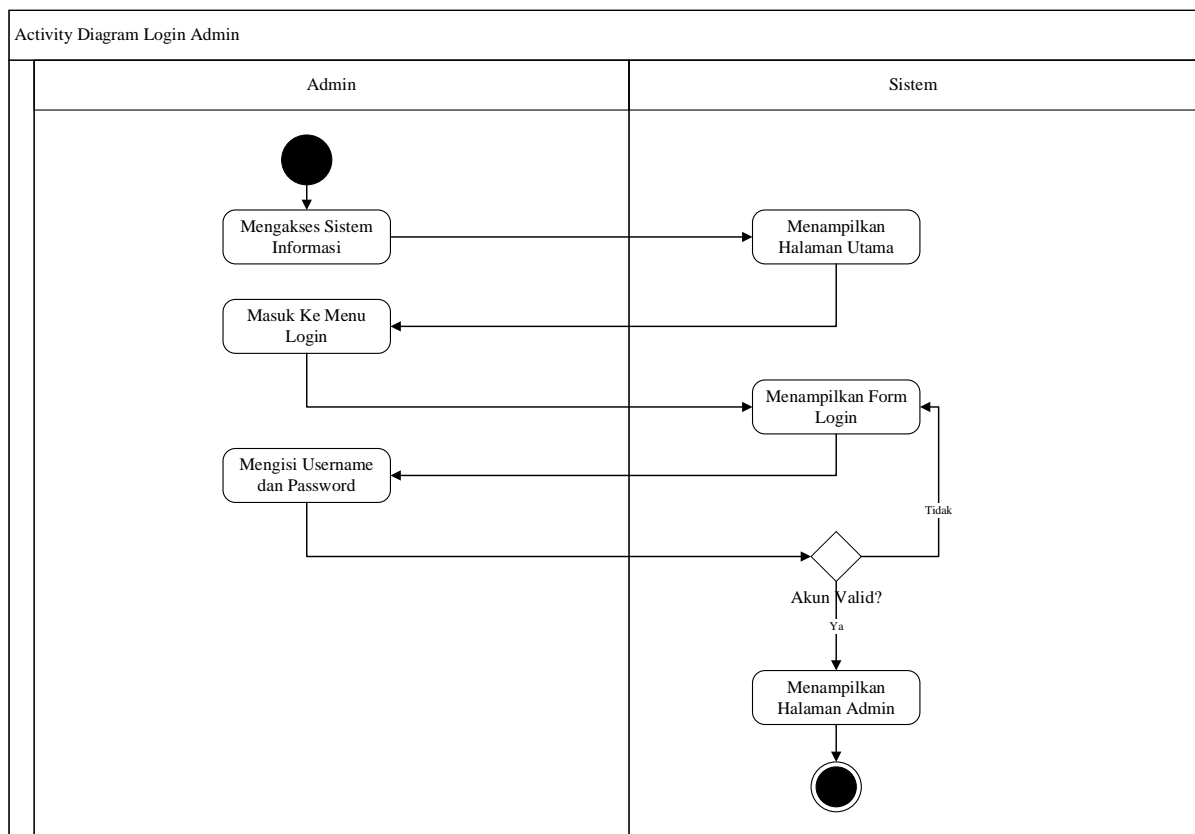 Activity Diagram Login Admin
Admin
Sistem
Mengakses Sistem
Informasi
Menampilkan
Halaman Utama
Masuk Ke Menu
Login
Menampilkan Form
Login
Mengisi Username
dan Password
Tidak
Akun Valid?
Ya
Menampilkan
Halaman Admin